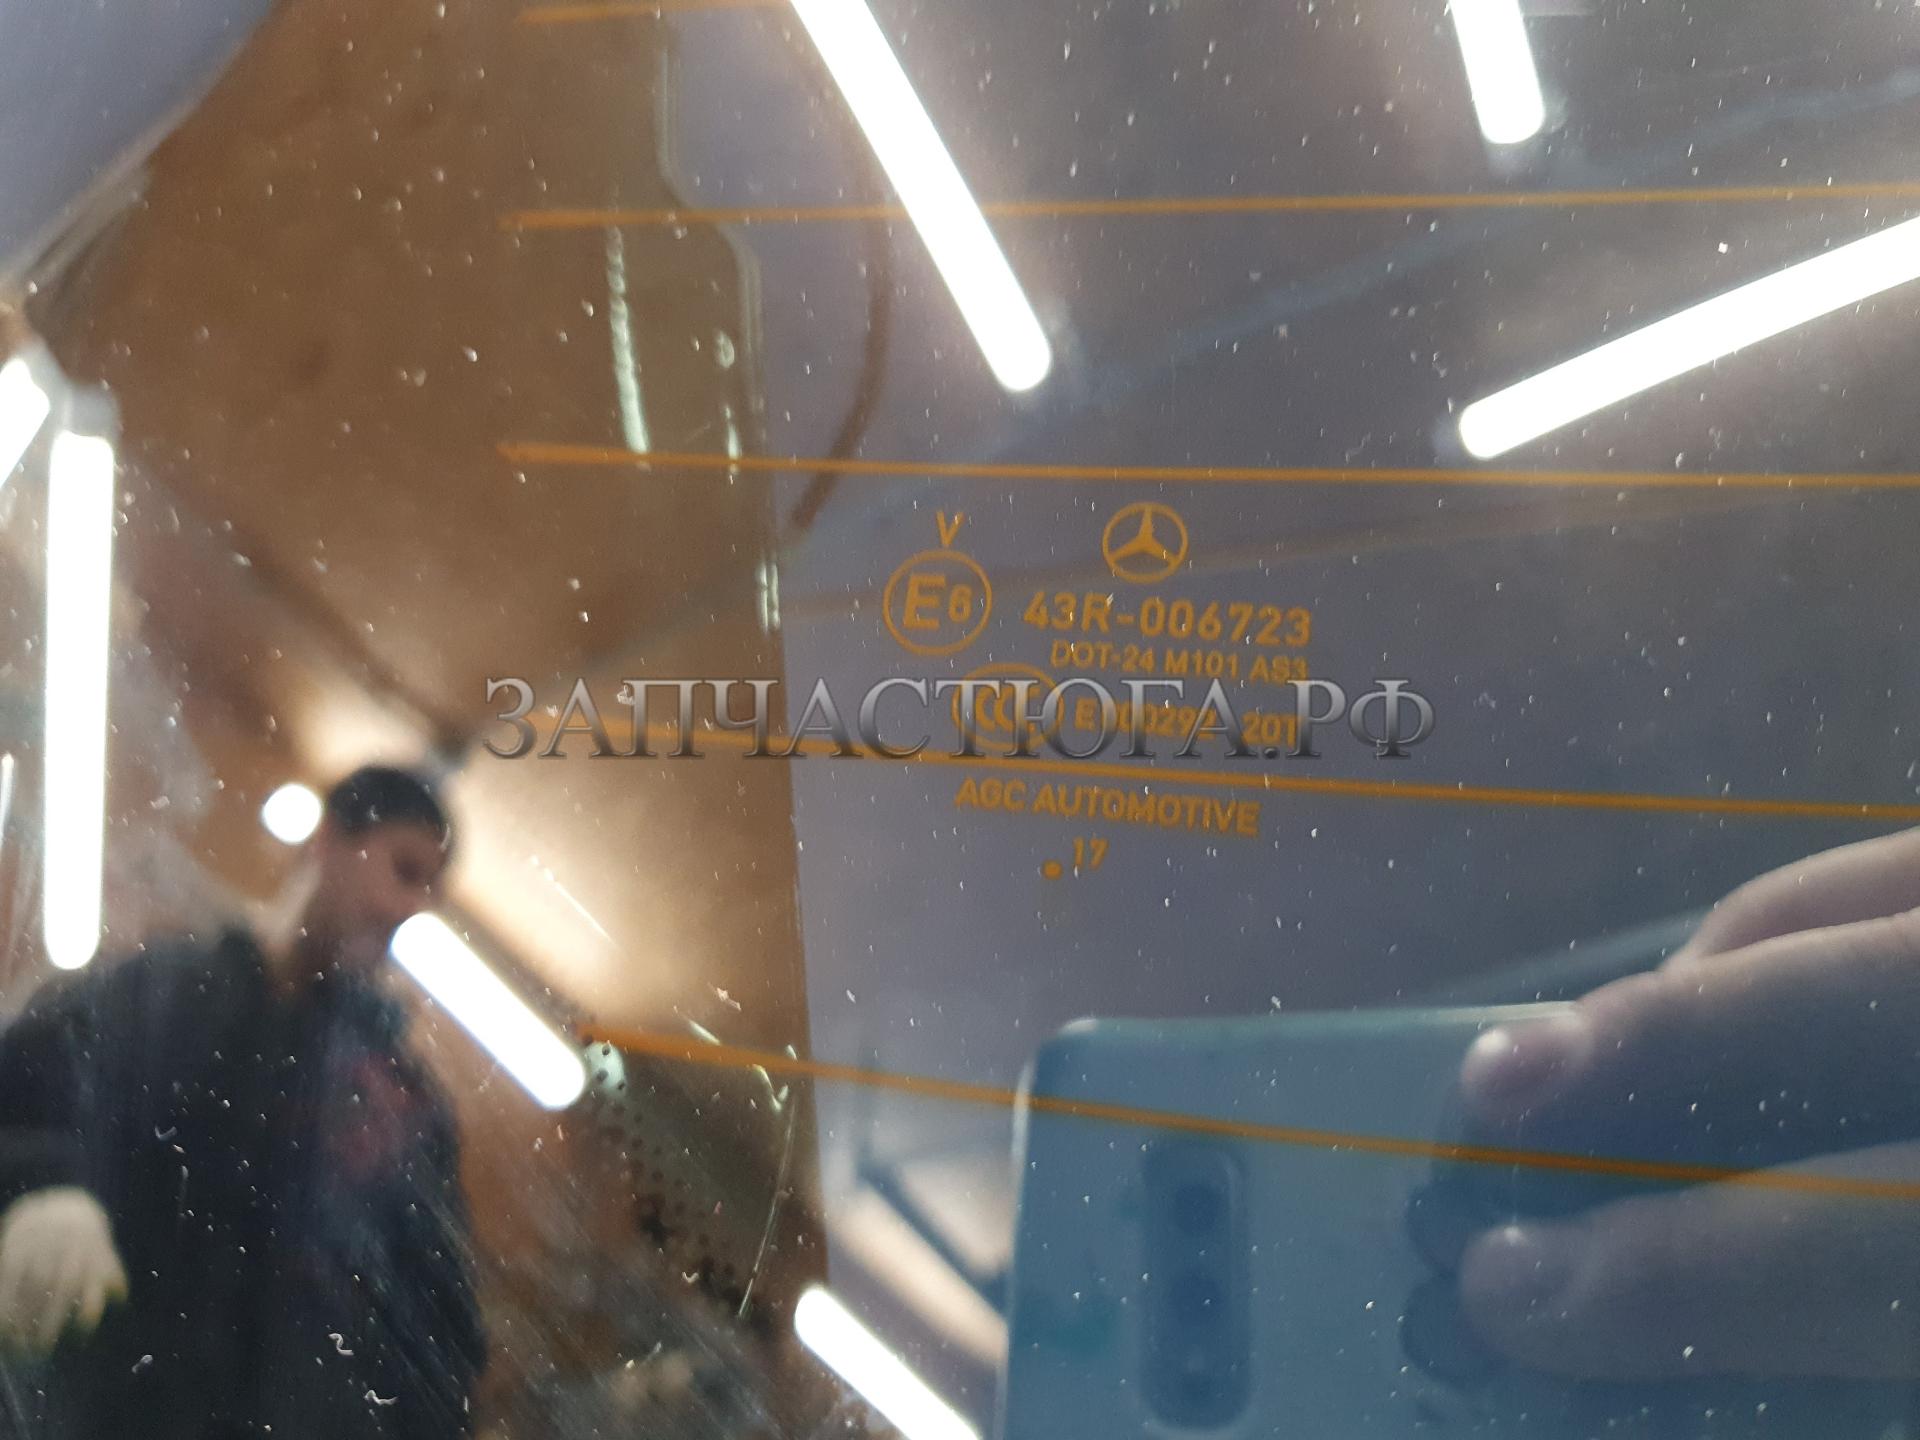 V
E6 43R-006723
DOT-24 M101 AS3
ЗАПЧАСТЮГА.РФ
AGC AUTOMOTIVE
.17